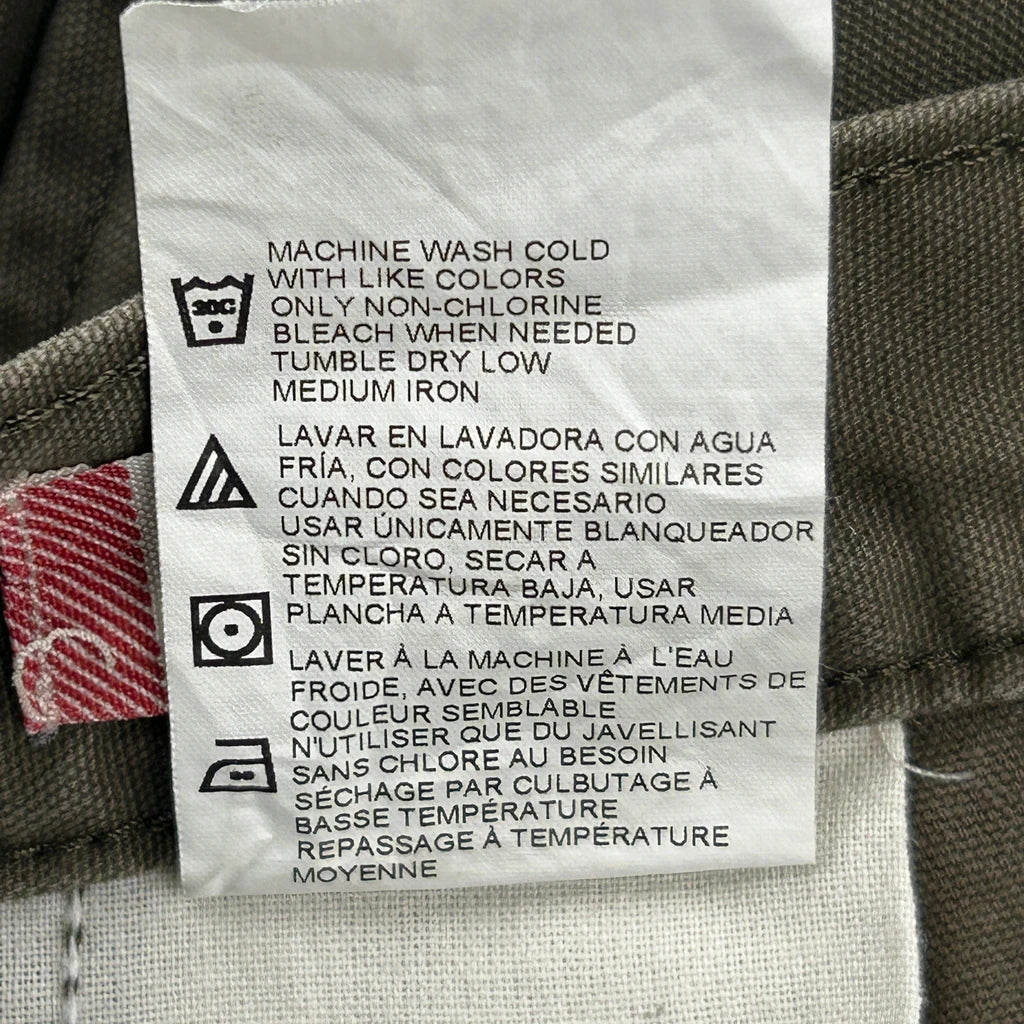 MACHINE WASH COLD
WITH LIKE COLORS
ONLY NON-CHLORINE
BLEACH WHEN NEEDED
TUMBLE DRY LOW
MEDIUM IRON
30C
LAVAR EN LAVADORA CON AGUA
FRÍA, CON COLORES SIMILARES
CUANDO SEA NECESARIO
USAR ÚNICAMENTE BLANQUEADOR
SIN CLORO, SECAR A
TEMPERATURA BAJA, USAR
PLANCHA A TEMPERATURA MEDIA
LAVER À LA MACHINE À L'EAU
FROIDE, AVEC DES VÊTEMENTS DE
COULEUR SEMBLABLE
N'UTILISER QUE DU JAVELLISANT
SANS CHLORE AU BESOIN
SÉCHAGE PAR CULBUTAGE À
BASSE TEMPÉRATURE
REPASSAGE À TEMPÉRATURE
MOYENNE